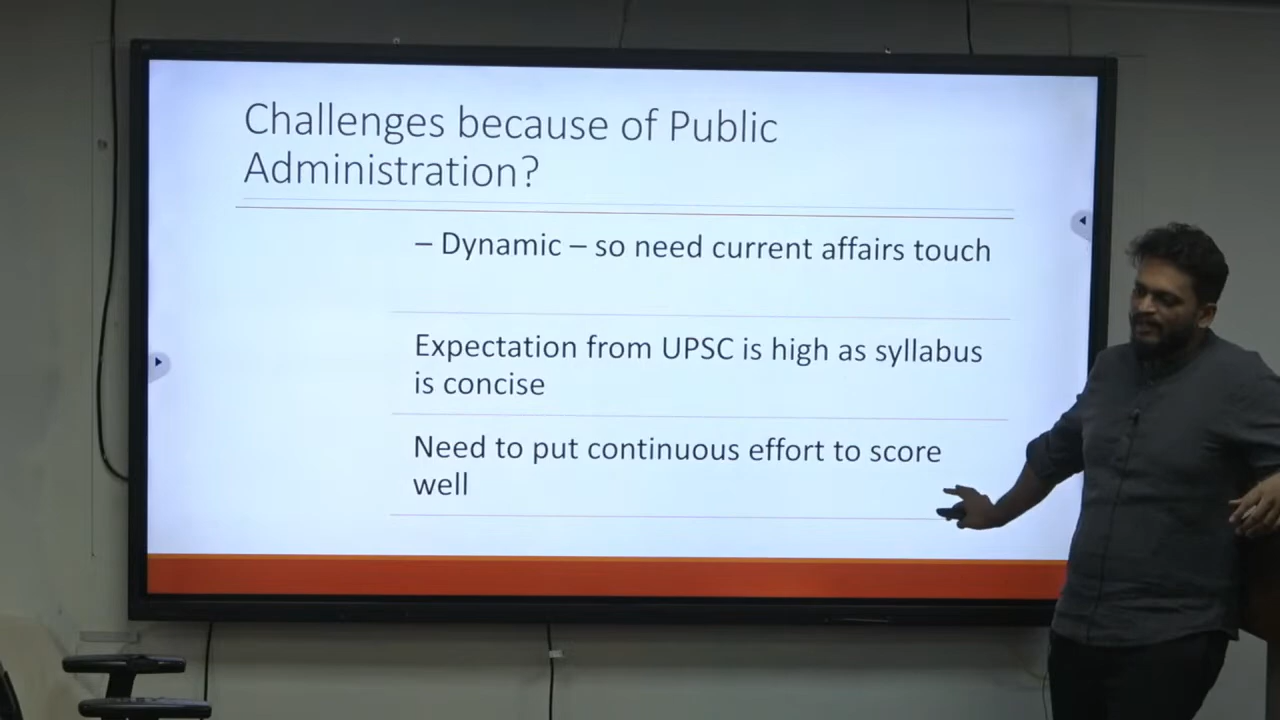 Challenges because of Public
Administration?
– Dynamic – so need current affairs touch
Expectation from UPSC is high as syllabus
is concise
Need to put continuous effort to score
well